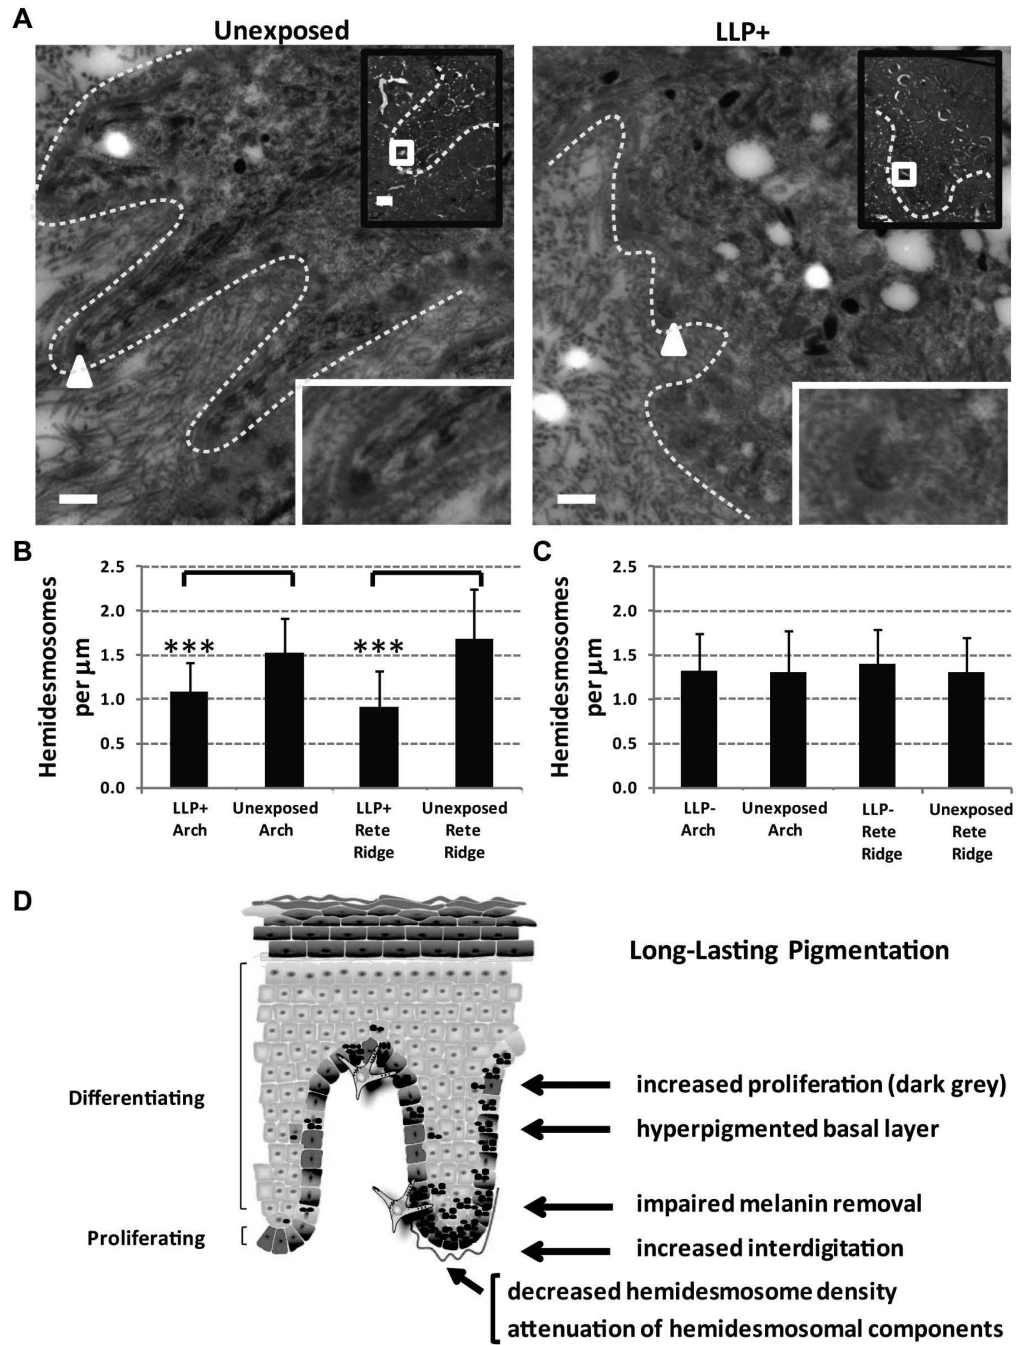 A
Unexposed
LLP+
B
Hemidesmosomes
per μm
2.5
2.0
1.5
1.0
0.5
0.0
***
***
LLP+
Arch
Unexposed
Arch
LLP+
Rete
Ridge
Unexposed
Rete
Ridge
C
Hemidesmosomes
per μm
2.5
2.0
1.5
1.0
0.5
0.0
LLP-
Arch
Unexposed
Arch
LLP-
Rete
Ridge
Unexposed
Rete
Ridge
D
Long-Lasting Pigmentation
Differentiating
Proliferating
increased proliferation (dark grey)
hyperpigmented basal layer
impaired melanin removal
increased interdigitation
decreased hemidesmosome density
attenuation of hemidesmosomal components